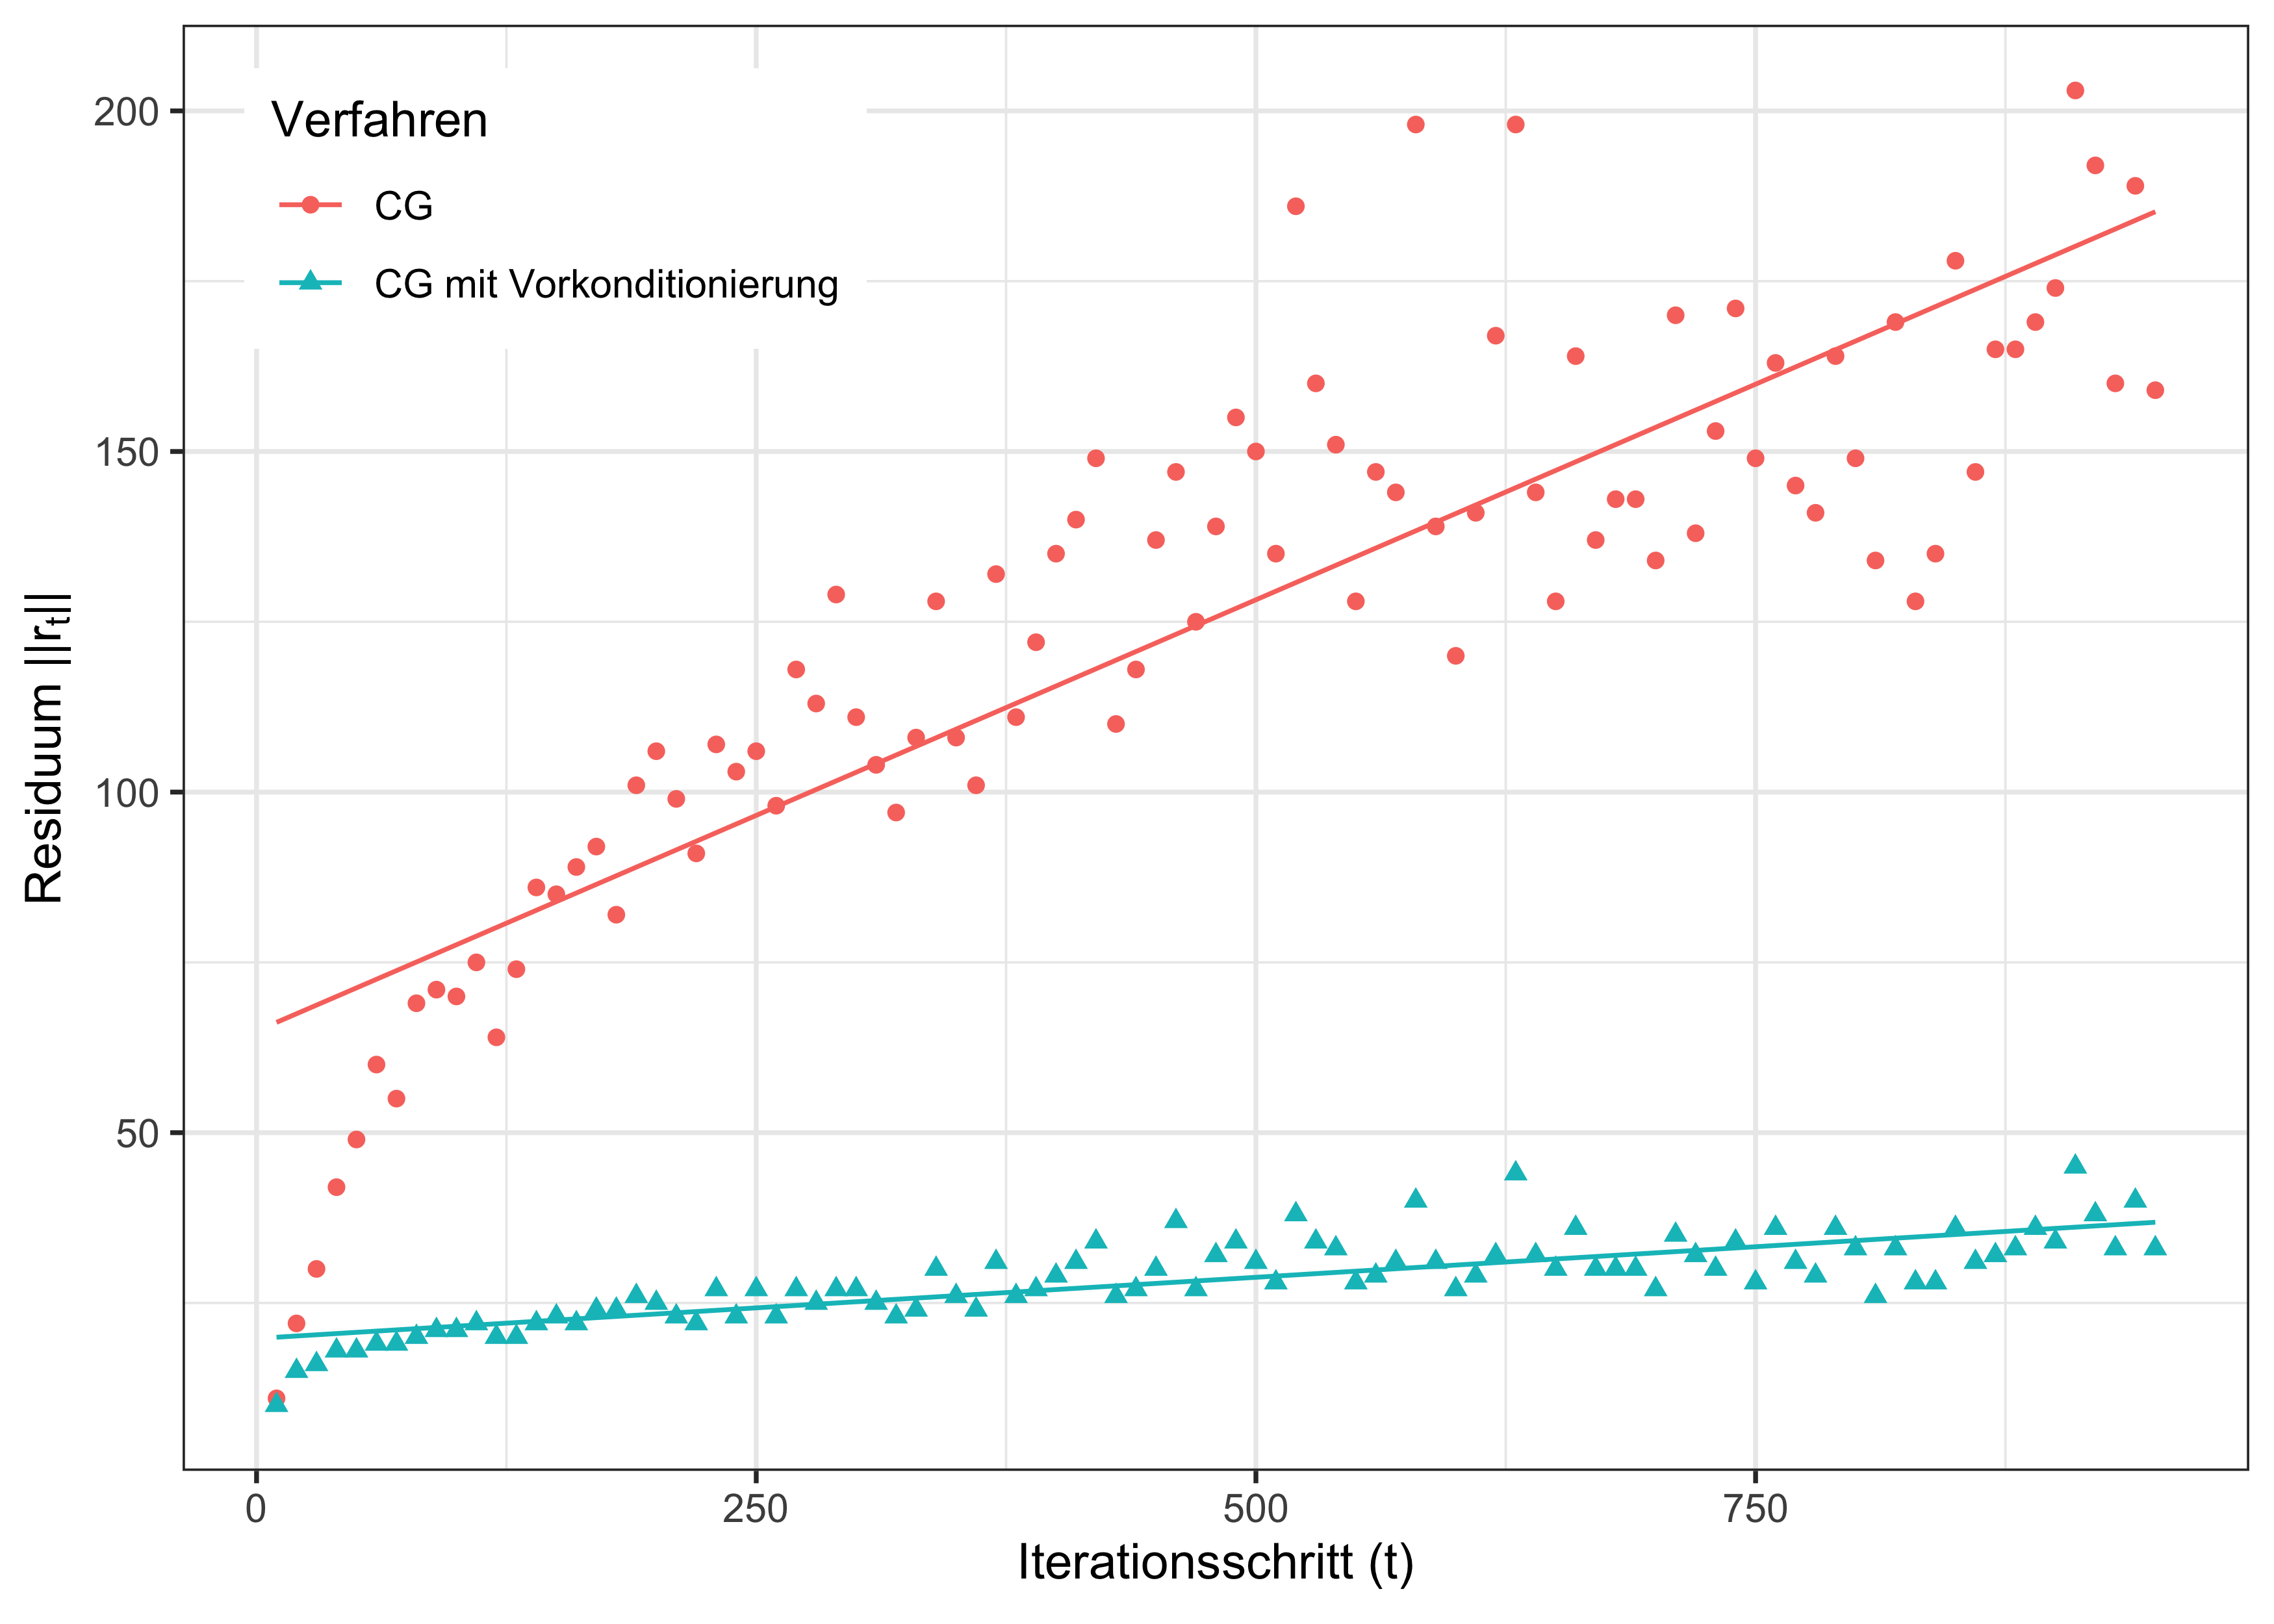 Verfahren
CG
CG mit Vorkonditionierung
200
150
100
50
Residuum ||rₜ||
0 250 500 750
Iterationsschritt (t)